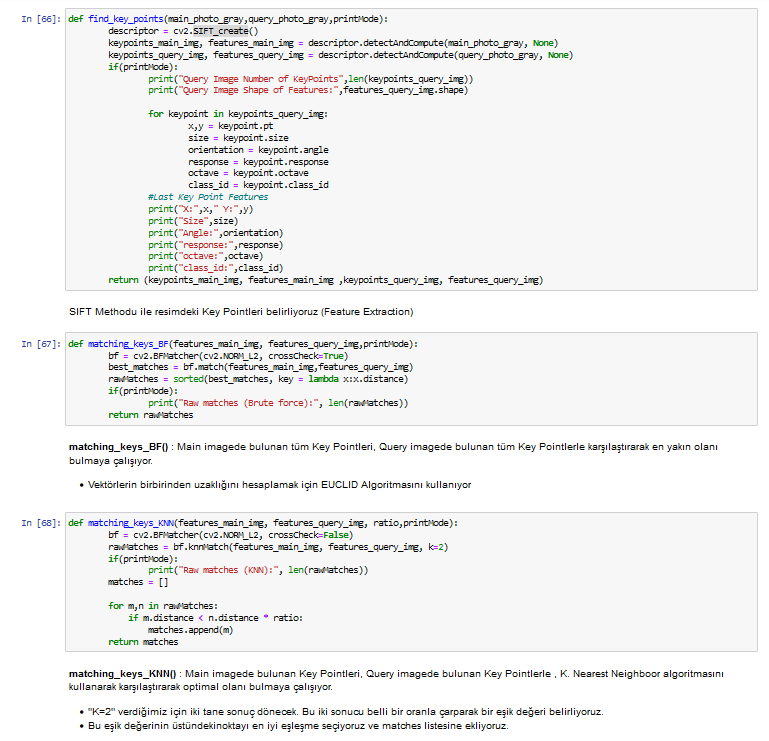 In [66]: def find_key_points(main_photo_gray,query_photo_gray,printMode):
descriptor = cv2.SIFT_create()
keypoints_main_img, features_main_img = descriptor.detectAndCompute(main_photo_gray, None)
keypoints_query_img, features_query_img = descriptor.detectAndCompute(query_photo_gray, None)
if(printMode):
print("Query Image Number of KeyPoints",len(keypoints_query_img))
print("Query Image Shape of Features:",features_query_img.shape)
for keypoint in keypoints_query_img:
x,y = keypoint.pt
size = keypoint.size
orientation = keypoint.angle
response = keypoint.response
octave = keypoint.octave
class_id = keypoint.class_id
#Last Key Point Features
print("X:",x," Y:",y)
print("Size",size)
print("Angle:",orientation)
print("response:",response)
print("octave:",octave)
print("class_id:",class_id)
return (keypoints_main_img, features_main_img ,keypoints_query_img, features_query_img)
SIFT Methodu ile resimdeki Key Pointleri belirliyoruz (Feature Extraction)
In [67]: def matching_keys_BF(features_main_img, features_query_img,printMode):
bf = cv2.BFMatcher(cv2.NORM_L2, crossCheck=True)
best_matches = bf.match(features_main_img,features_query_img)
rawMatches = sorted(best_matches, key = lambda x:x.distance)
if(printMode):
print("Raw matches (Brute force):", len(rawMatches))
return rawMatches
matching_keys_BF() : Main imagede bulunan tüm Key Pointleri, Query imagede bulunan tüm Key Pointlerle karşılaştırarak en yakın olanı
bulmaya çalışıyor.
• Vektörlerin birbirinden uzaklığını hesaplamak için EUCLID Algoritmasını kullanıyor
In [68]: def matching_keys_KNN(features_main_img, features_query_img, ratio,printMode):
bf = cv2.BFMatcher(cv2.NORM_L2, crossCheck=False)
rawMatches = bf.knnMatch(features_main_img, features_query_img, k=2)
if(printMode):
print("Raw matches (KNN):", len(rawMatches))
matches = []
for m,n in rawMatches:
if m.distance < n.distance * ratio:
matches.append(m)
return matches
matching_keys_KNN() : Main imagede bulunan Key Pointleri, Query imagede bulunan Key Pointlerle , K. Nearest Neighboor algoritmasını
kullanarak karşılaştırarak optimal olanı bulmaya çalışıyor.
• "K=2" verdiğimiz için iki tane sonuç dönecek. Bu iki sonucu belli bir oranla çarparak bir eşik değeri belirliyoruz.
• Bu eşik değerinin üstündekinoktayı en iyi eşleşme seçiyoruz ve matches listesine ekliyoruz.